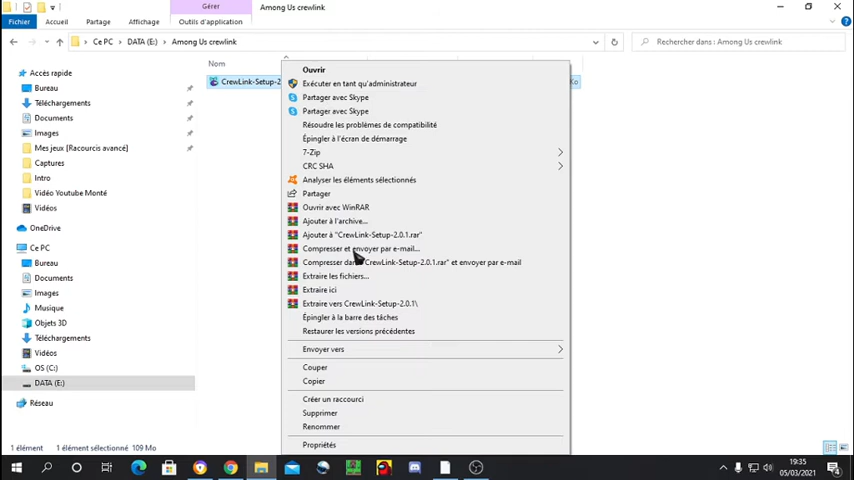 Gérer
Among Us crewlink
Fichier Accueil Partage Affichage Outils d'application
Ce PC DATA (E:) Among Us crewlink
Rechercher dans : Among Us crewlink
Nom
CrewLink-Setup-2
Ko
Accès rapide
Bureau
Téléchargements
Documents
Images
Mes jeux [Racourcis avancé]
Captures
Intro
Vidéo Youtube Monté
Vidéos
OneDrive
Ce PC
Bureau
Documents
Images
Musique
Objets 3D
Téléchargements
Vidéos
OS (C:)
DATA (E:)
Réseau
Ouvrir
Exécuter en tant qu'administrateur
Partager avec Skype
Partager avec Skype
Résoudre les problèmes de compatibilité
Épingler à l'écran de démarrage
7-Zip
CRC SHA
Analyser les éléments sélectionnés
Partager
Ouvrir avec WinRAR
Ajouter à l'archive...
Ajouter à "CrewLink-Setup-2.0.1.rar"
Compresser et envoyer par e-mail...
Compresser dans "CrewLink-Setup-2.0.1.rar" et envoyer par e-mail
Extraire les fichiers...
Extraire ici
Extraire vers CrewLink-Setup-2.0.1\
Épingler à la barre des tâches
Restaurer les versions précédentes
Envoyer vers
Couper
Copier
Créer un raccourci
Supprimer
Renommer
Propriétés
1 élément 1 élément sélectionné 109 Mo
19:35
05/03/2021